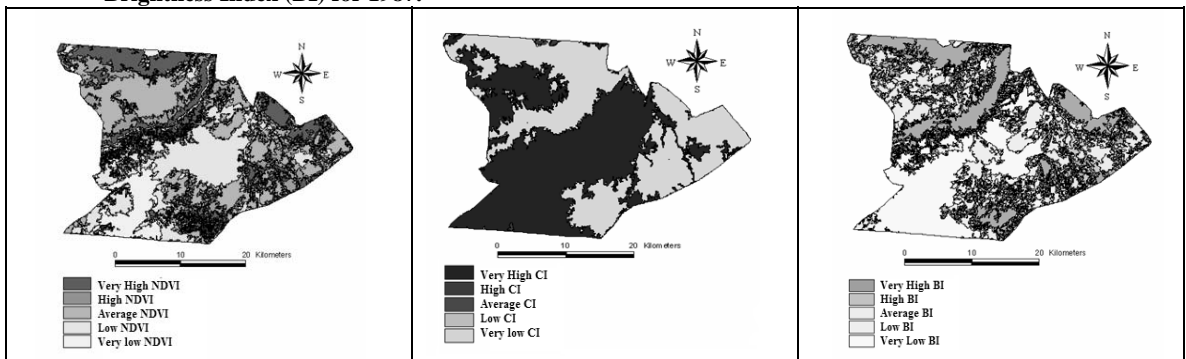 Brightness Index (BI) for 1987.
N
W E
S
0 10 20 Kilometers
Very High NDVI
High NDVI
Average NDVI
Low NDVI
Very low NDVI
N
W E
S
0 10 20 Kilometers
Very High CI
High CI
Average CI
Low CI
Very low CI
N
W E
S
0 10 20 Kilometers
Very High BI
High BI
Average BI
Low BI
Very Low BI